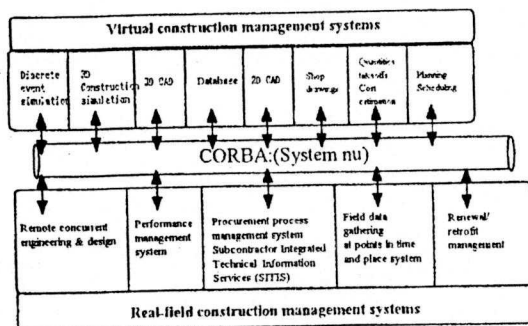 Virtual construction management systems
Discrete
event
simulation
2D
Construction
simulation
2D CAD
Database
2D CAD
Shop
drawings
Quantities
takeoffs
Cost
estimation
Planning
Scheduling
CORBA:(System nu)
Remote concurrent
engineering & design
Performance
management
system
Procurement process
management system
Subcontractor Integrated
Technical Information
Services (SITIS)
Field data
gathering
at points in time
and place system
Renewal/
retrofit
management
Real-field construction management systems